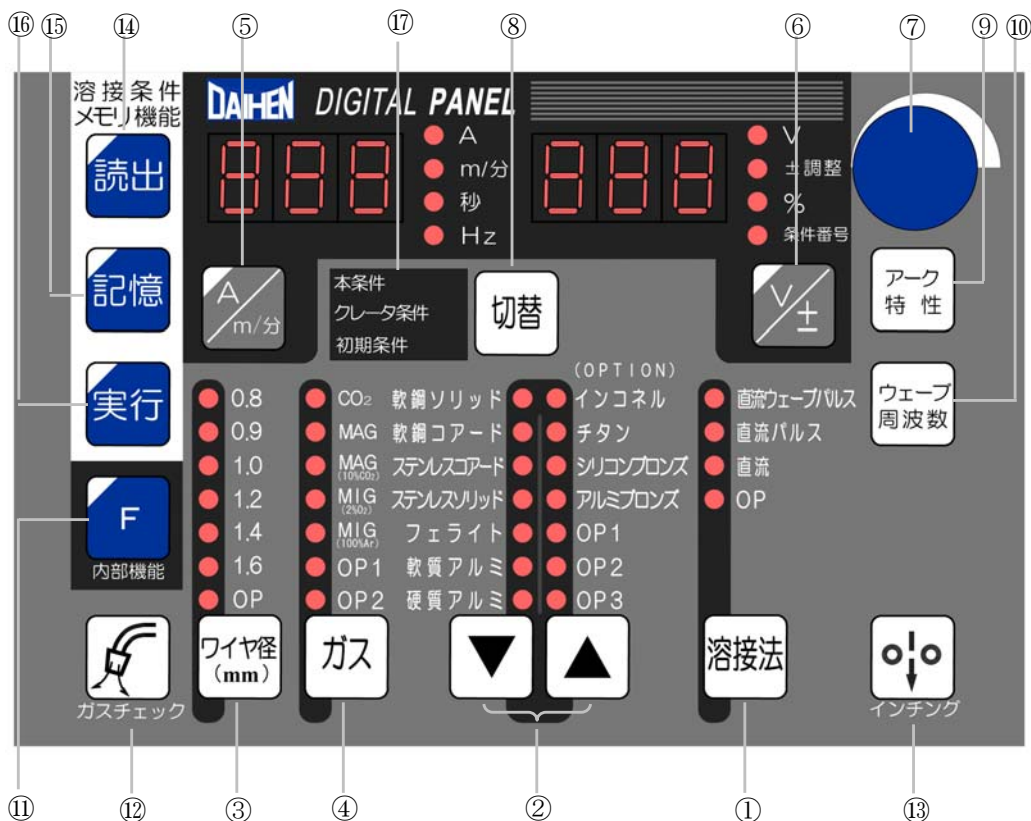 ⑯ ⑮ ⑭ ⑤ ⑰ ⑧ ⑥ ⑦ ⑨ ⑩
溶接条件
メモリ機能
DAIHEN DIGITAL PANEL
読出
888
A
m/分
秒
Hz
888
V
±調整
%
条件番号
記憶
A/m/分
本条件
クレータ条件
初期条件
切替
V/±
アーク
特性
実行
ウェーブ
周波数
(OPTION)
0.8
0.9
1.0
1.2
1.4
1.6
OP
CO₂
MAG
MAG
(10%CO₂)
MIG
(2%O₂)
MIG
(100%Ar)
OP1
OP2
軟鋼ソリッド
軟鋼コアード
ステンレスコアード
ステンレスソリッド
フェライト
軟質アルミ
硬質アルミ
インコネル
チタン
シリコンブロンズ
アルミブロンズ
OP1
OP2
OP3
直流ウェーブパルス
直流パルス
直流
OP
F
内部機能
ガスチェック
ワイヤ径
(mm)
ガス
▼
▲
溶接法
インチング
⑪ ⑫ ③ ④ ② ① ⑬